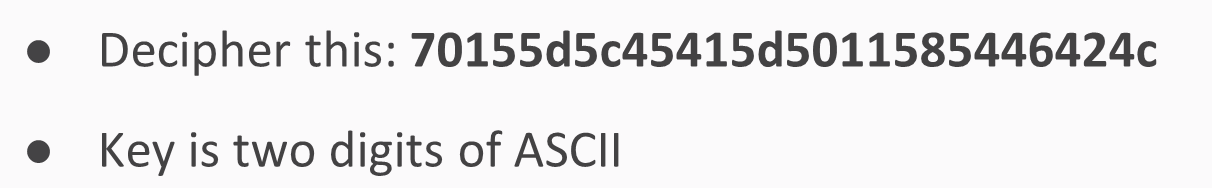 ● Decipher this: 70155d5c45415d5011585446424c
● Key is two digits of ASCII